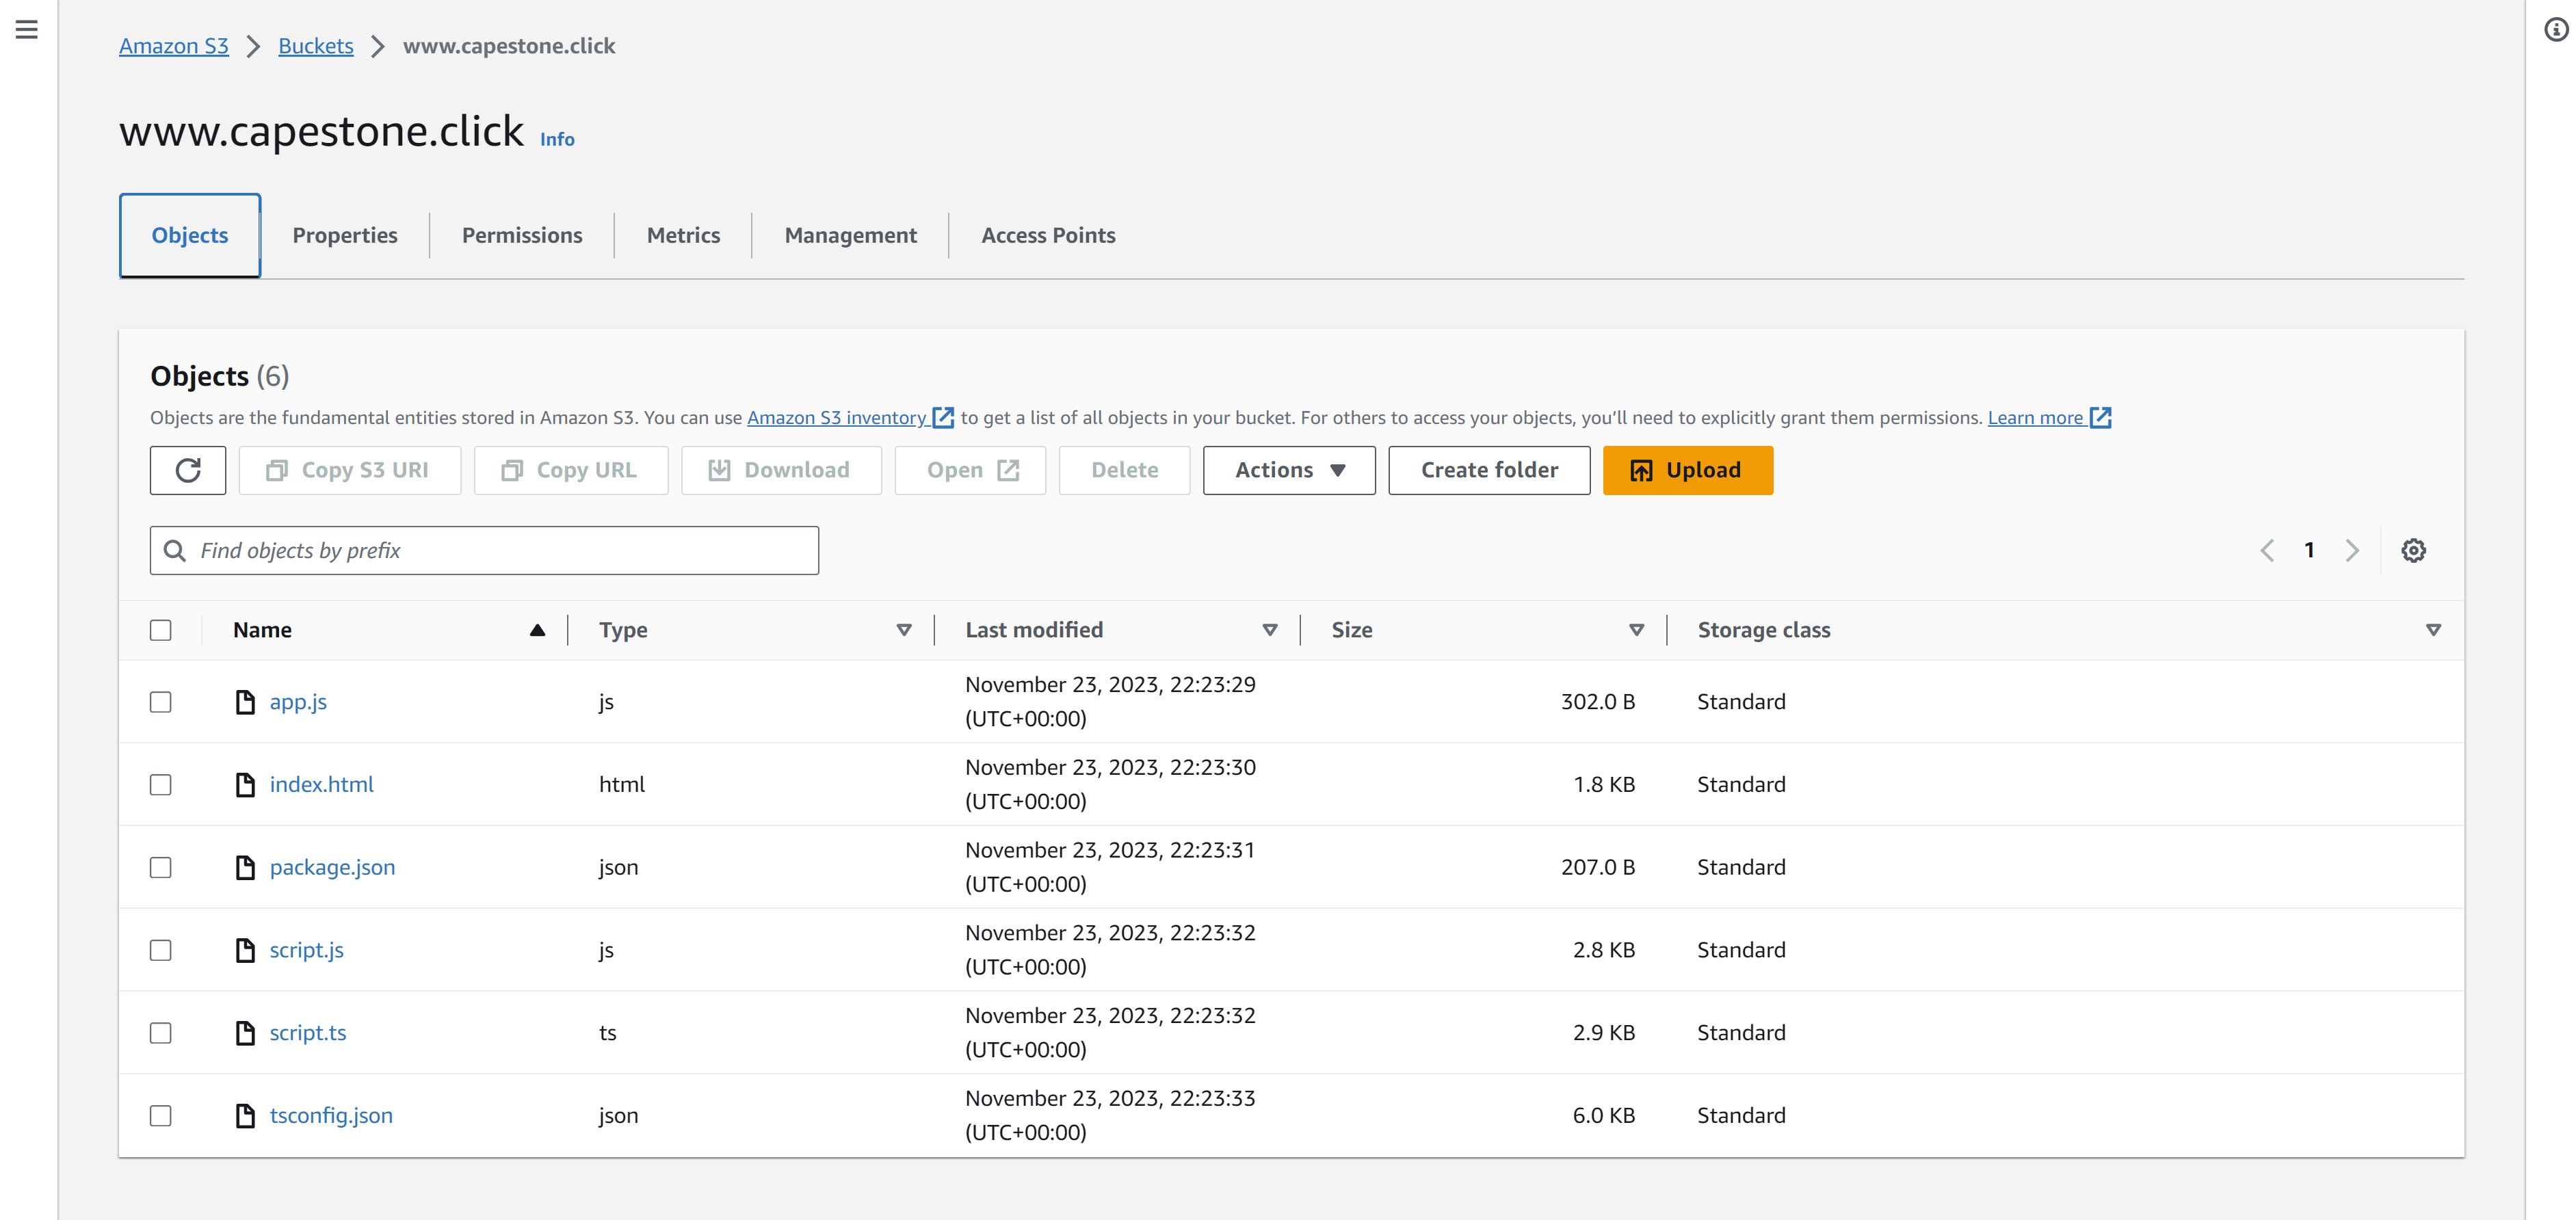 Amazon S3 > Buckets > www.capestone.click
www.capestone.click Info
Objects Properties Permissions Metrics Management Access Points
Objects (6)
Objects are the fundamental entities stored in Amazon S3. You can use Amazon S3 inventory to get a list of all objects in your bucket. For others to access your objects, you’ll need to explicitly grant them permissions. Learn more
Copy S3 URI Copy URL Download Open Delete Actions Create folder Upload
Find objects by prefix 1
Name Type Last modified Size Storage class
app.js js November 23, 2023, 22:23:29 302.0 B Standard
(UTC+00:00)
index.html html November 23, 2023, 22:23:30 1.8 KB Standard
(UTC+00:00)
package.json json November 23, 2023, 22:23:31 207.0 B Standard
(UTC+00:00)
script.js js November 23, 2023, 22:23:32 2.8 KB Standard
(UTC+00:00)
script.ts ts November 23, 2023, 22:23:32 2.9 KB Standard
(UTC+00:00)
tsconfig.json json November 23, 2023, 22:23:33 6.0 KB Standard
(UTC+00:00)